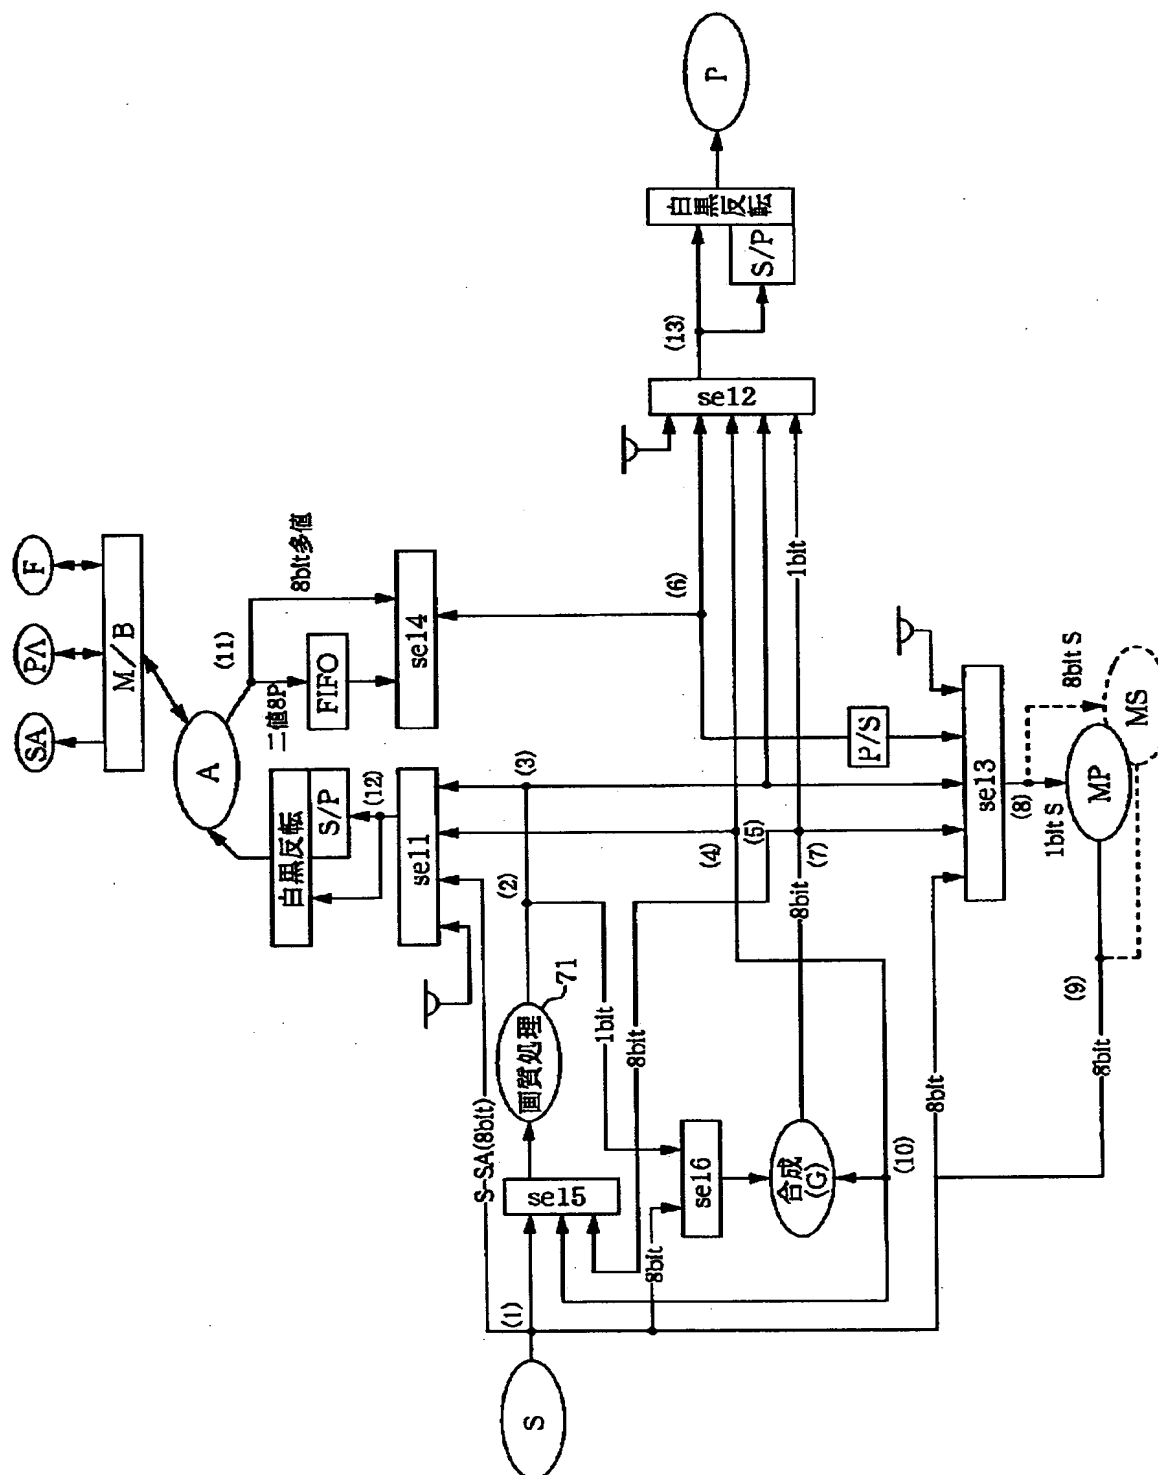 S
(1)
S-SA(8bit)
8bit
se15
画質処理
71
(2)
(3)
1bit
8bit
se16
合成
(G)
(10)
8bit
8bit
(9)
8bit
(4)
(5)
(7)
1bit
se11
(12)
S/P
白黒反転
A
(11)
二値8P
FIFO
8bit多値
se14
M/B
SA
PA
F
(6)
P/S
se13
(8)
1bit S
8bit S
MP
MS
se12
(13)
S/P
白黒反転
P